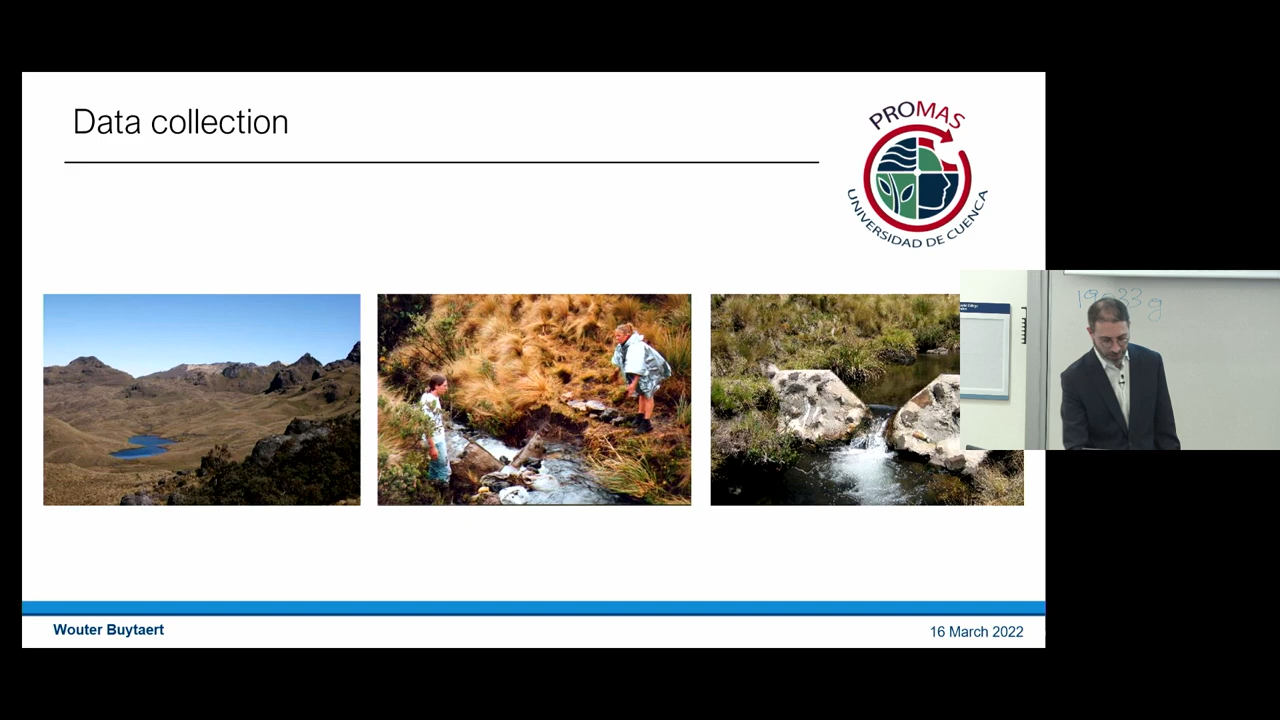 Data collection
PROMAS
UNIVERSIDAD DE CUENCA
Wouter Buytaert
16 March 2022